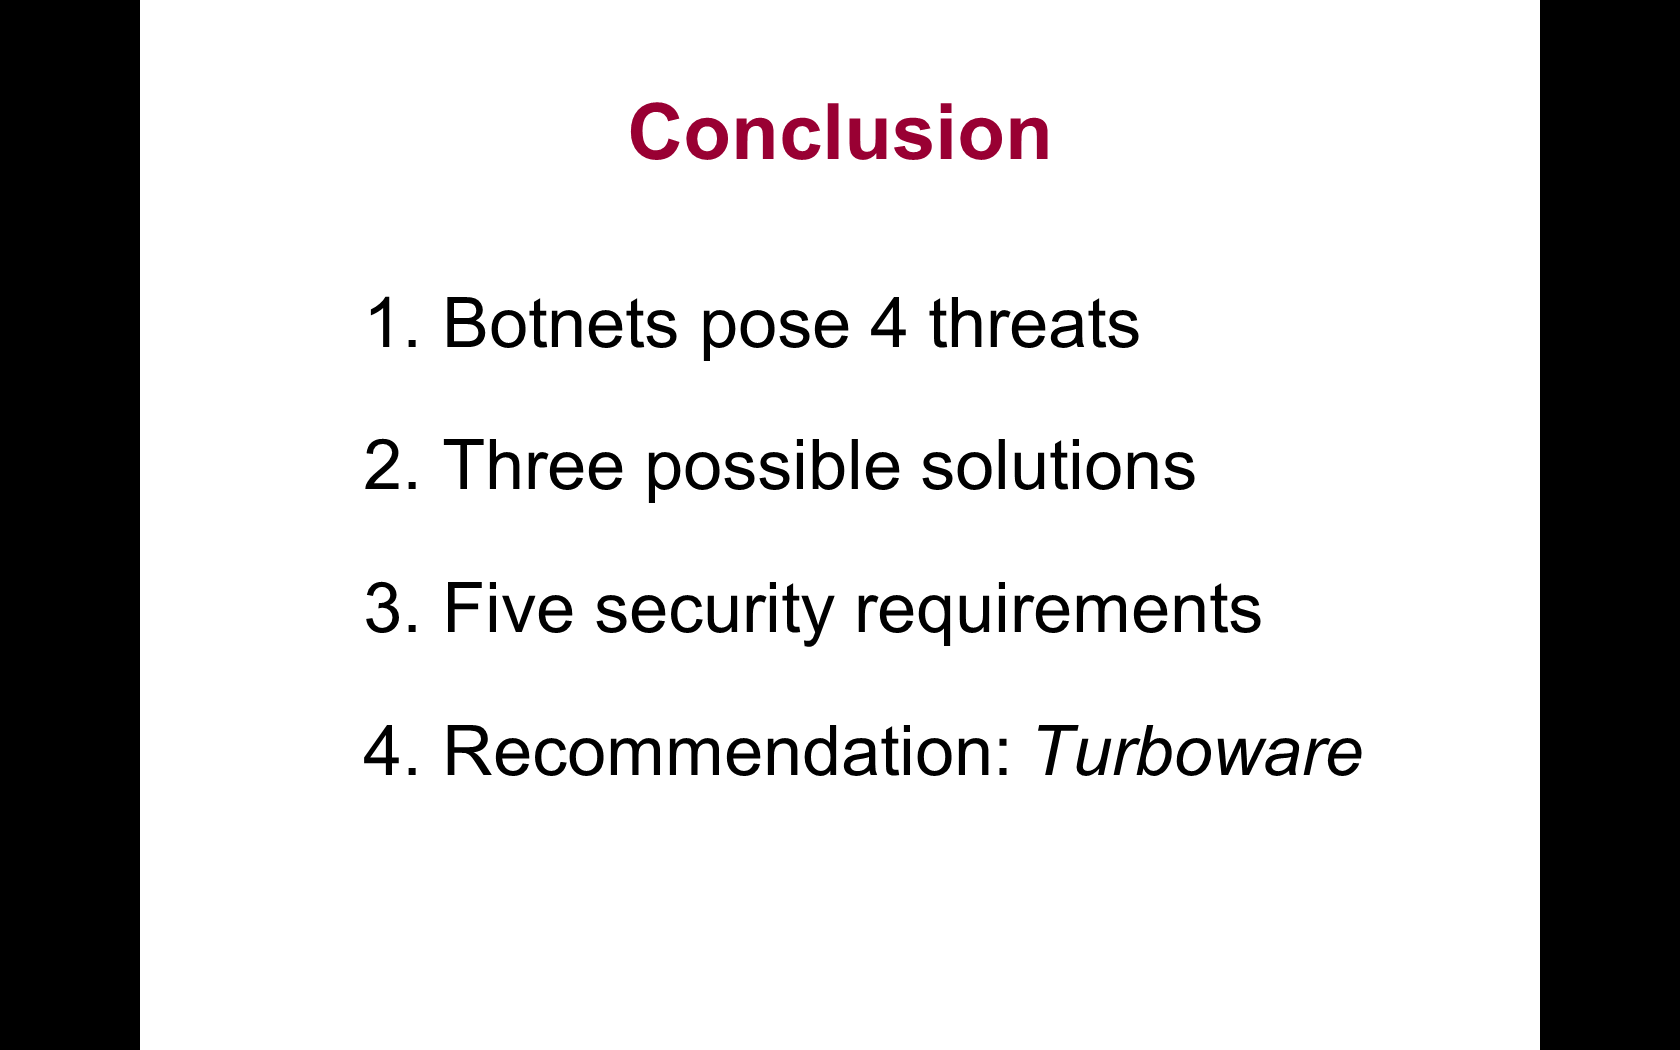 Conclusion
1. Botnets pose 4 threats
2. Three possible solutions
3. Five security requirements
4. Recommendation: Turboware